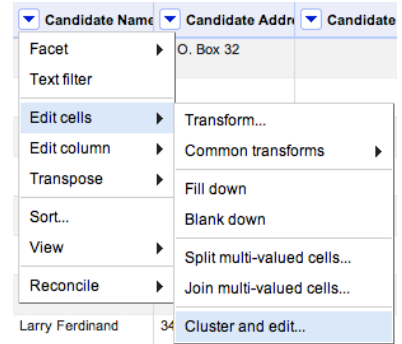 Candidate Name Candidate Addre Candidate
Facet
O. Box 32
Text filter
Edit cells
Edit column
Transpose
Sort...
View
Reconcile
Transform...
Common transforms
Fill down
Blank down
Split multi-valued cells...
Join multi-valued cells...
Cluster and edit...
Larry Ferdinand 34